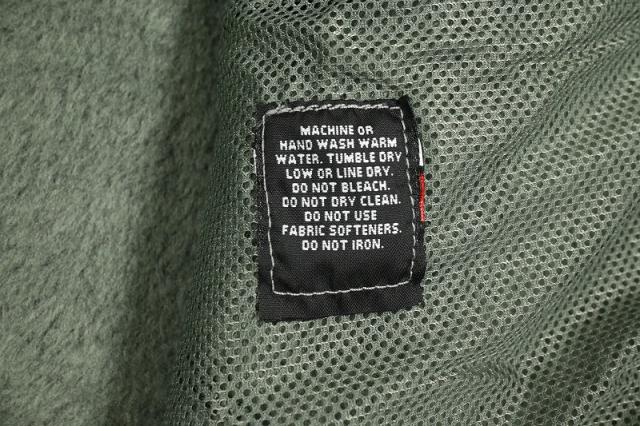 MACHINE OR
HAND WASH WARM
WATER. TUMBLE DRY
LOW OR LINE DRY.
DO NOT BLEACH.
DO NOT DRY CLEAN.
DO NOT USE
FABRIC SOFTENERS.
DO NOT IRON.